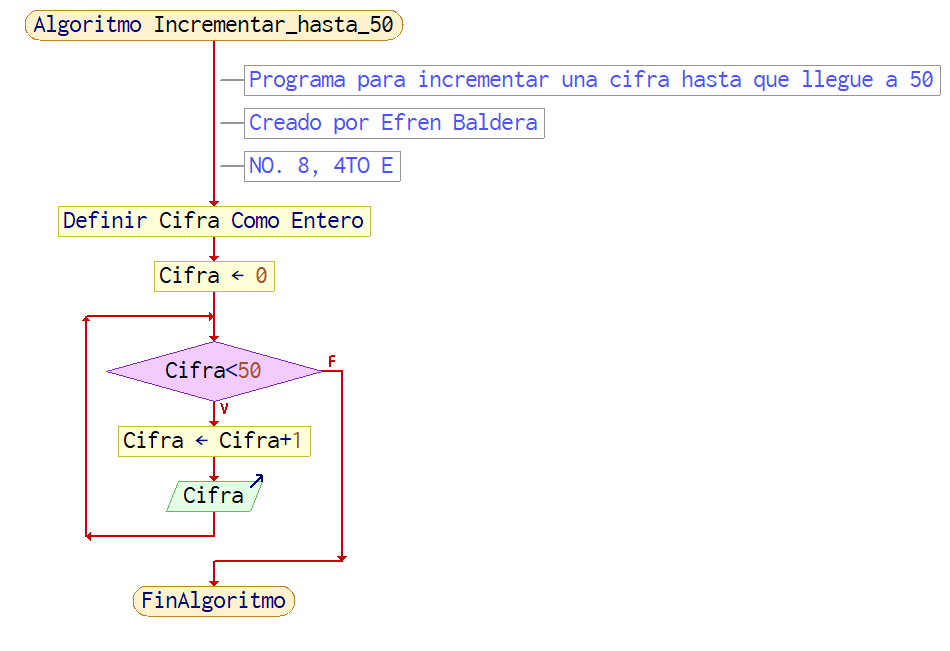 Algoritmo Incrementar_hasta_50
Programa para incrementar una cifra hasta que llegue a 50
Creado por Efren Baldera
NO. 8, 4TO E
Definir Cifra Como Entero
Cifra ← 0
Cifra<50
F
V
Cifra ← Cifra+1
Cifra
FinAlgoritmo